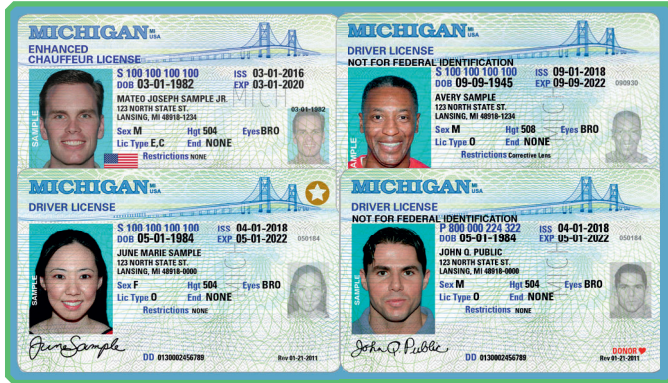 MICHIGAN MI USA
ENHANCED
CHAUFFEUR LICENSE
S 100 100 100 100 ISS 03-01-2016
DOB 03-01-1982 EXP 03-01-2020
MATEO JOSEPH SAMPLE JR.
123 NORTH STATE ST.
LANSING, MI 48918-1234
03-01-1982
Sex M Hgt 504 Eyes BRO
Lic Type E,C End NONE
Restrictions NONE
SAMPLE
MICHIGAN MI USA
DRIVER LICENSE
NOT FOR FEDERAL IDENTIFICATION
S 100 100 100 100 ISS 09-01-2018
DOB 09-09-1945 EXP 09-09-2022
090930
AVERY SAMPLE
123 NORTH STATE ST.
LANSING, MI 48918-1234
Sex M Hgt 508 Eyes BRO
Lic Type O End NONE
Restrictions Corrective Lens
SAMPLE
MICHIGAN MI USA
DRIVER LICENSE
S 100 100 100 100 ISS 04-01-2018
DOB 05-01-1984 EXP 05-01-2022
050184
JUNE MARIE SAMPLE
123 NORTH STATE ST.
LANSING, MI 48918-0000
Sex F Hgt 504 Eyes BRO
Lic Type O End NONE
Restrictions NONE
SAMPLE
June Sample
DD 0130002456789
Rev 01-21-2011
MICHIGAN MI USA
DRIVER LICENSE
NOT FOR FEDERAL IDENTIFICATION
P 800 000 224 322 ISS 04-01-2018
DOB 05-01-1984 EXP 05-01-2022
050184
JOHN Q. PUBLIC
123 NORTH STATE ST.
LANSING, MI 48918-0000
Sex M Hgt 504 Eyes BRO
Lic Type O End NONE
Restrictions NONE
SAMPLE
John Q. Public
DD 0130002456789
DONOR
Rev 01-21-2011